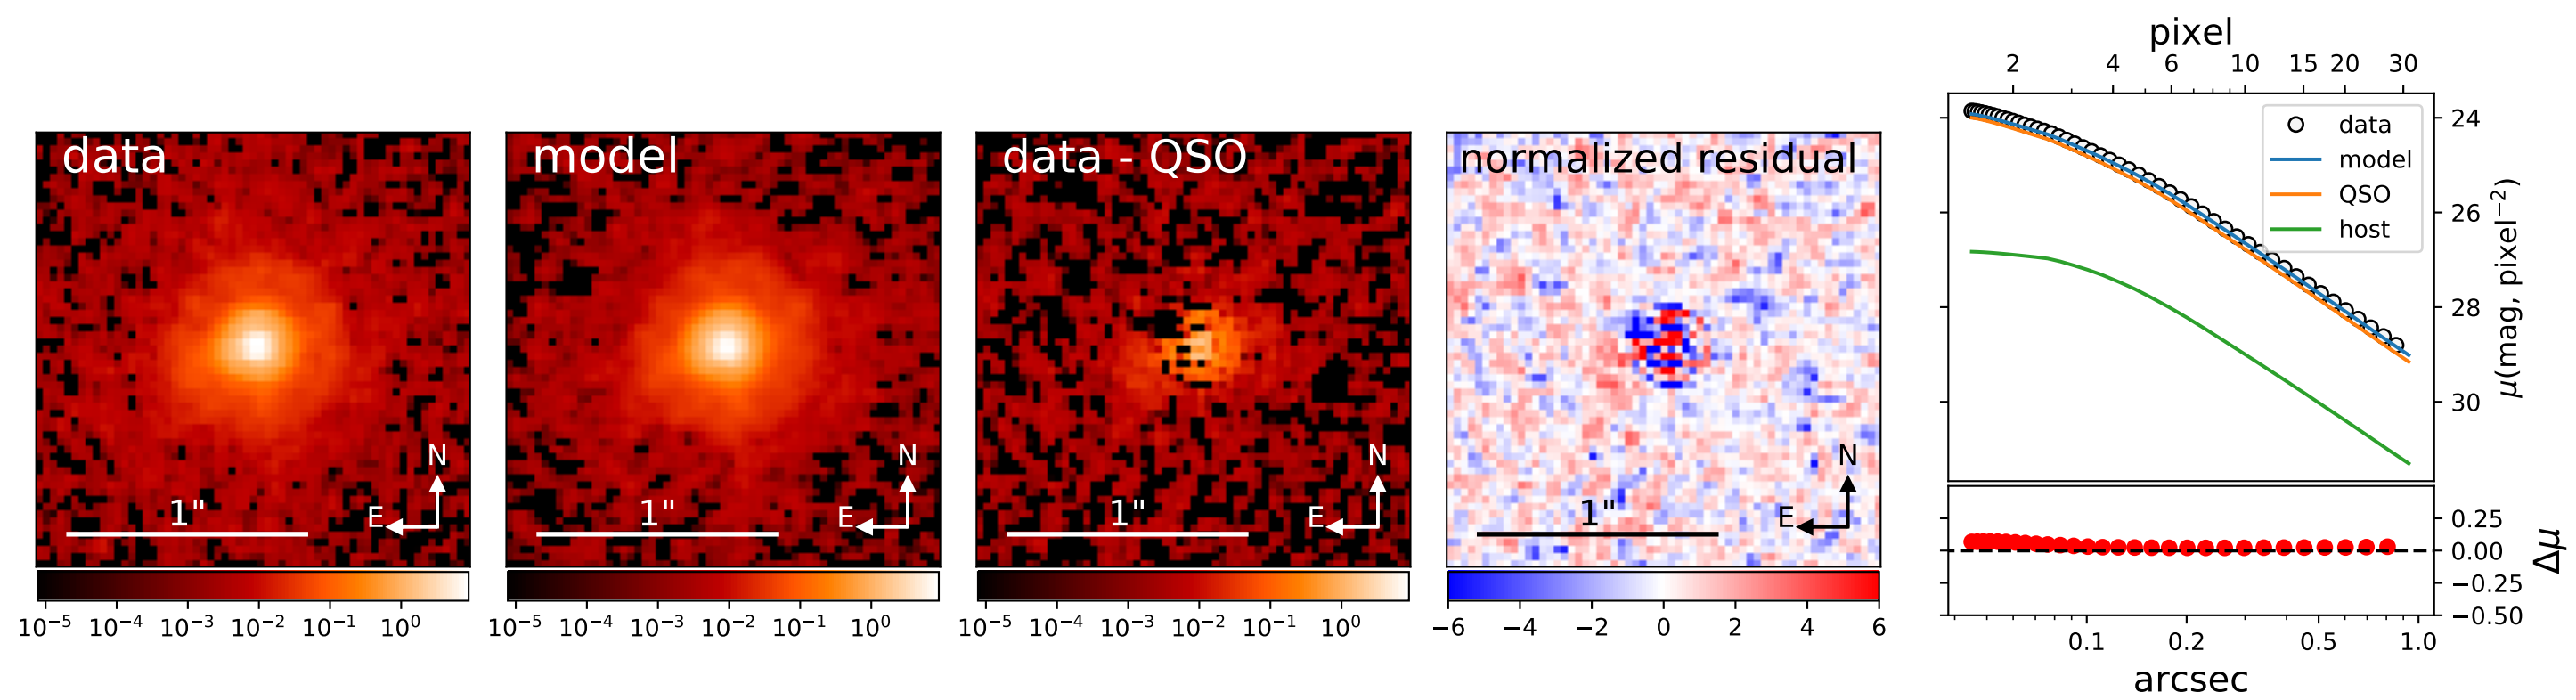 data
N
E
1"
10⁻⁵ 10⁻⁴ 10⁻³ 10⁻² 10⁻¹ 10⁰
model
N
E
1"
10⁻⁵ 10⁻⁴ 10⁻³ 10⁻² 10⁻¹ 10⁰
data - QSO
N
E
1"
10⁻⁵ 10⁻⁴ 10⁻³ 10⁻² 10⁻¹ 10⁰
normalized residual
N
E
1"
−6 −4 −2 0 2 4 6
pixel
2 4 6 10 15 20 30
data
model
QSO
host
24
26
28
30
μ(mag, pixel⁻²)
0.25
0.00
−0.25
−0.50
Δμ
0.1 0.2 0.5 1.0
arcsec